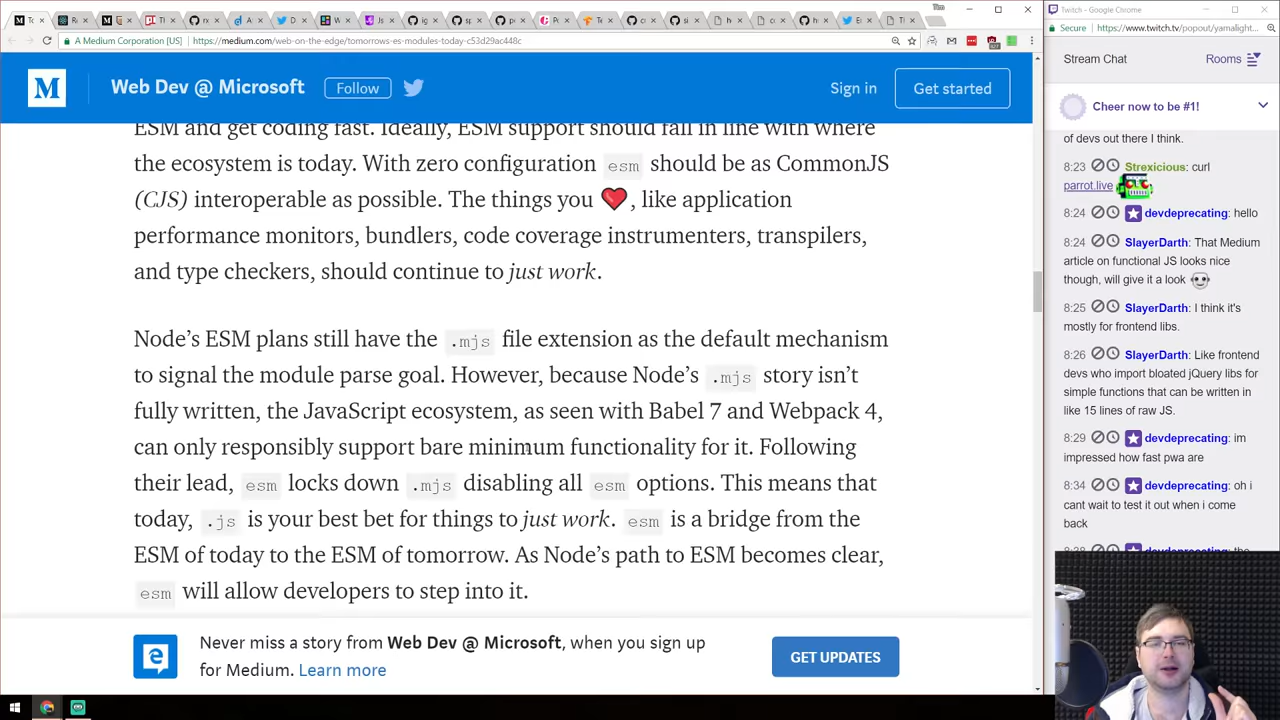 Twitch - Google Chrome
Secure
https://www.twitch.tv/popout/yamalight...
A Medium Corporation [US]
https://medium.com/web-on-the-edge/tomorrows-es-modules-today-c53d29ac448c
Stream Chat
Rooms
Web Dev @ Microsoft
Follow
Sign in
Get started
Cheer now to be #1!
ESM and get coding fast. Ideally, ESM support should fall in line with where
the ecosystem is today. With zero configuration esm should be as CommonJS
(CJS) interoperable as possible. The things you ❤, like application
performance monitors, bundlers, code coverage instrumenters, transpilers,
and type checkers, should continue to just work.
Node’s ESM plans still have the .mjs file extension as the default mechanism
to signal the module parse goal. However, because Node’s .mjs story isn’t
fully written, the JavaScript ecosystem, as seen with Babel 7 and Webpack 4,
can only responsibly support bare minimum functionality for it. Following
their lead, esm locks down .mjs disabling all esm options. This means that
today, .js is your best bet for things to just work. esm is a bridge from the
ESM of today to the ESM of tomorrow. As Node’s path to ESM becomes clear,
esm will allow developers to step into it.
Never miss a story from Web Dev @ Microsoft, when you sign up
for Medium. Learn more
GET UPDATES
of devs out there I think.
8:23 Strexicious: curl
parrot.live
8:24 devdeprecating: hello
8:24 SlayerDarth: That Medium
article on functional JS looks nice
though, will give it a look
8:25 SlayerDarth: I think it's
mostly for frontend libs.
8:26 SlayerDarth: Like frontend
devs who import bloated jQuery libs for
simple functions that can be written in
like 15 lines of raw JS.
8:29 devdeprecating: im
impressed how fast pwa are
8:34 devdeprecating: oh i
cant wait to test it out when i come
back